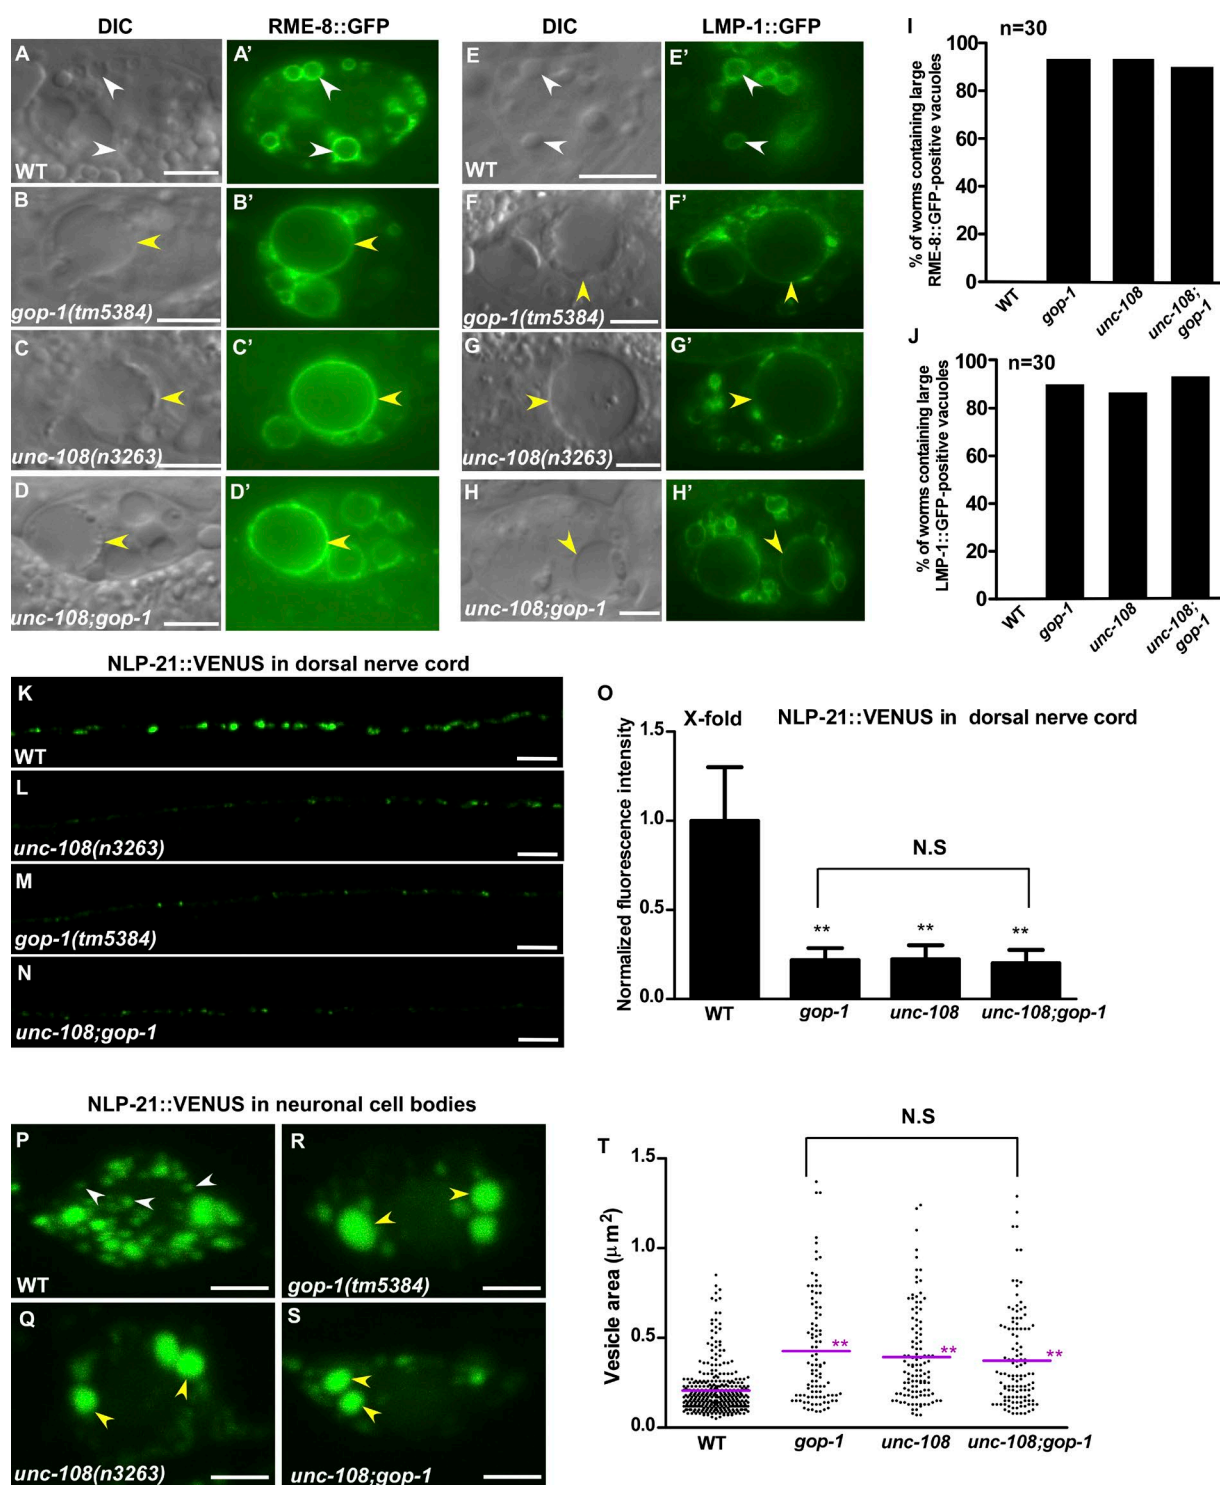 DIC
RME-8::GFP
DIC
LMP-1::GFP
A
WT
A’
E
WT
E’
B
gop-1(tm5384)
B’
F
gop-1(tm5384)
F’
C
unc-108(n3263)
C’
G
unc-108(n3263)
G’
D
unc-108;gop-1
D’
H
unc-108;gop-1
H’
I
n=30
% of worms containing large
RME-8::GFP-positive vacuoles
100
80
60
40
20
0
WT
gop-1
unc-108
unc-108;
gop-1
J
n=30
% of worms containing large
LMP-1::GFP-positive vacuoles
100
80
60
40
20
0
WT
gop-1
unc-108
unc-108;
gop-1
NLP-21::VENUS in dorsal nerve cord
K
WT
L
unc-108(n3263)
M
gop-1(tm5384)
N
unc-108;gop-1
O
X-fold
NLP-21::VENUS in dorsal nerve cord
Normalized fluorescence intensity
1.5
1.0
0.5
0.0
N.S
**
**
**
WT
gop-1
unc-108
unc-108;gop-1
NLP-21::VENUS in neuronal cell bodies
P
WT
R
gop-1(tm5384)
Q
unc-108(n3263)
S
unc-108;gop-1
T
N.S
Vesicle area (μm2)
1.5
1.0
0.5
0.0
**
**
**
WT
gop-1
unc-108
unc-108;gop-1